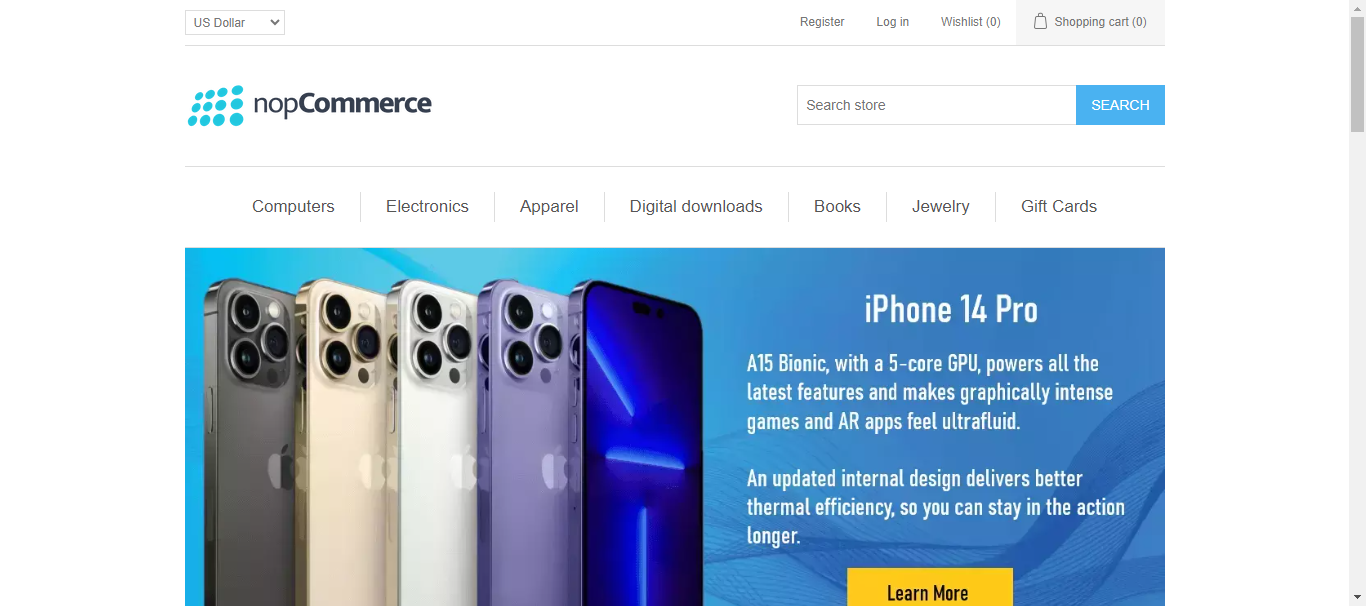 US Dollar
Register
Log in
Wishlist (0)
Shopping cart (0)
nopCommerce
Search store
SEARCH
Computers
Electronics
Apparel
Digital downloads
Books
Jewelry
Gift Cards
iPhone 14 Pro
A15 Bionic, with a 5-core GPU, powers all the
latest features and makes graphically intense
games and AR apps feel ultrafluid.
An updated internal design delivers better
thermal efficiency, so you can stay in the action
longer.
Learn More